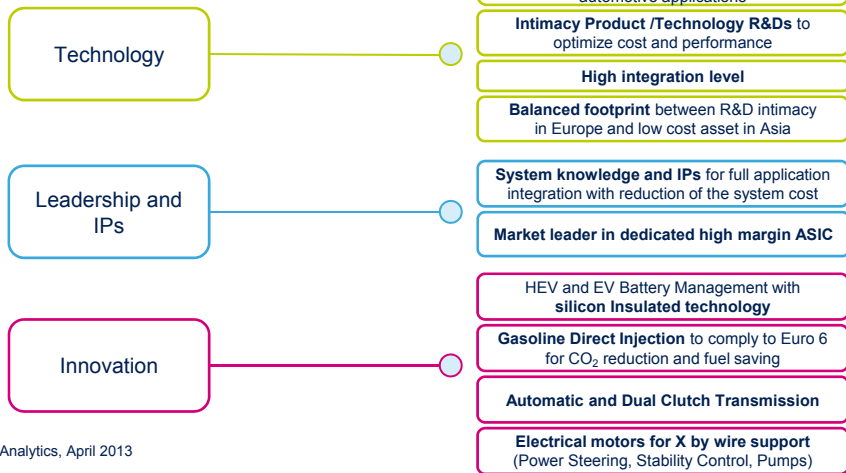 automotive applications
Technology
Intimacy Product /Technology R&Ds to
optimize cost and performance
High integration level
Balanced footprint between R&D intimacy
in Europe and low cost asset in Asia
Leadership and
IPs
System knowledge and IPs for full application
integration with reduction of the system cost
Market leader in dedicated high margin ASIC
Innovation
HEV and EV Battery Management with
silicon Insulated technology
Gasoline Direct Injection to comply to Euro 6
for CO₂ reduction and fuel saving
Automatic and Dual Clutch Transmission
Electrical motors for X by wire support
(Power Steering, Stability Control, Pumps)
Analytics, April 2013